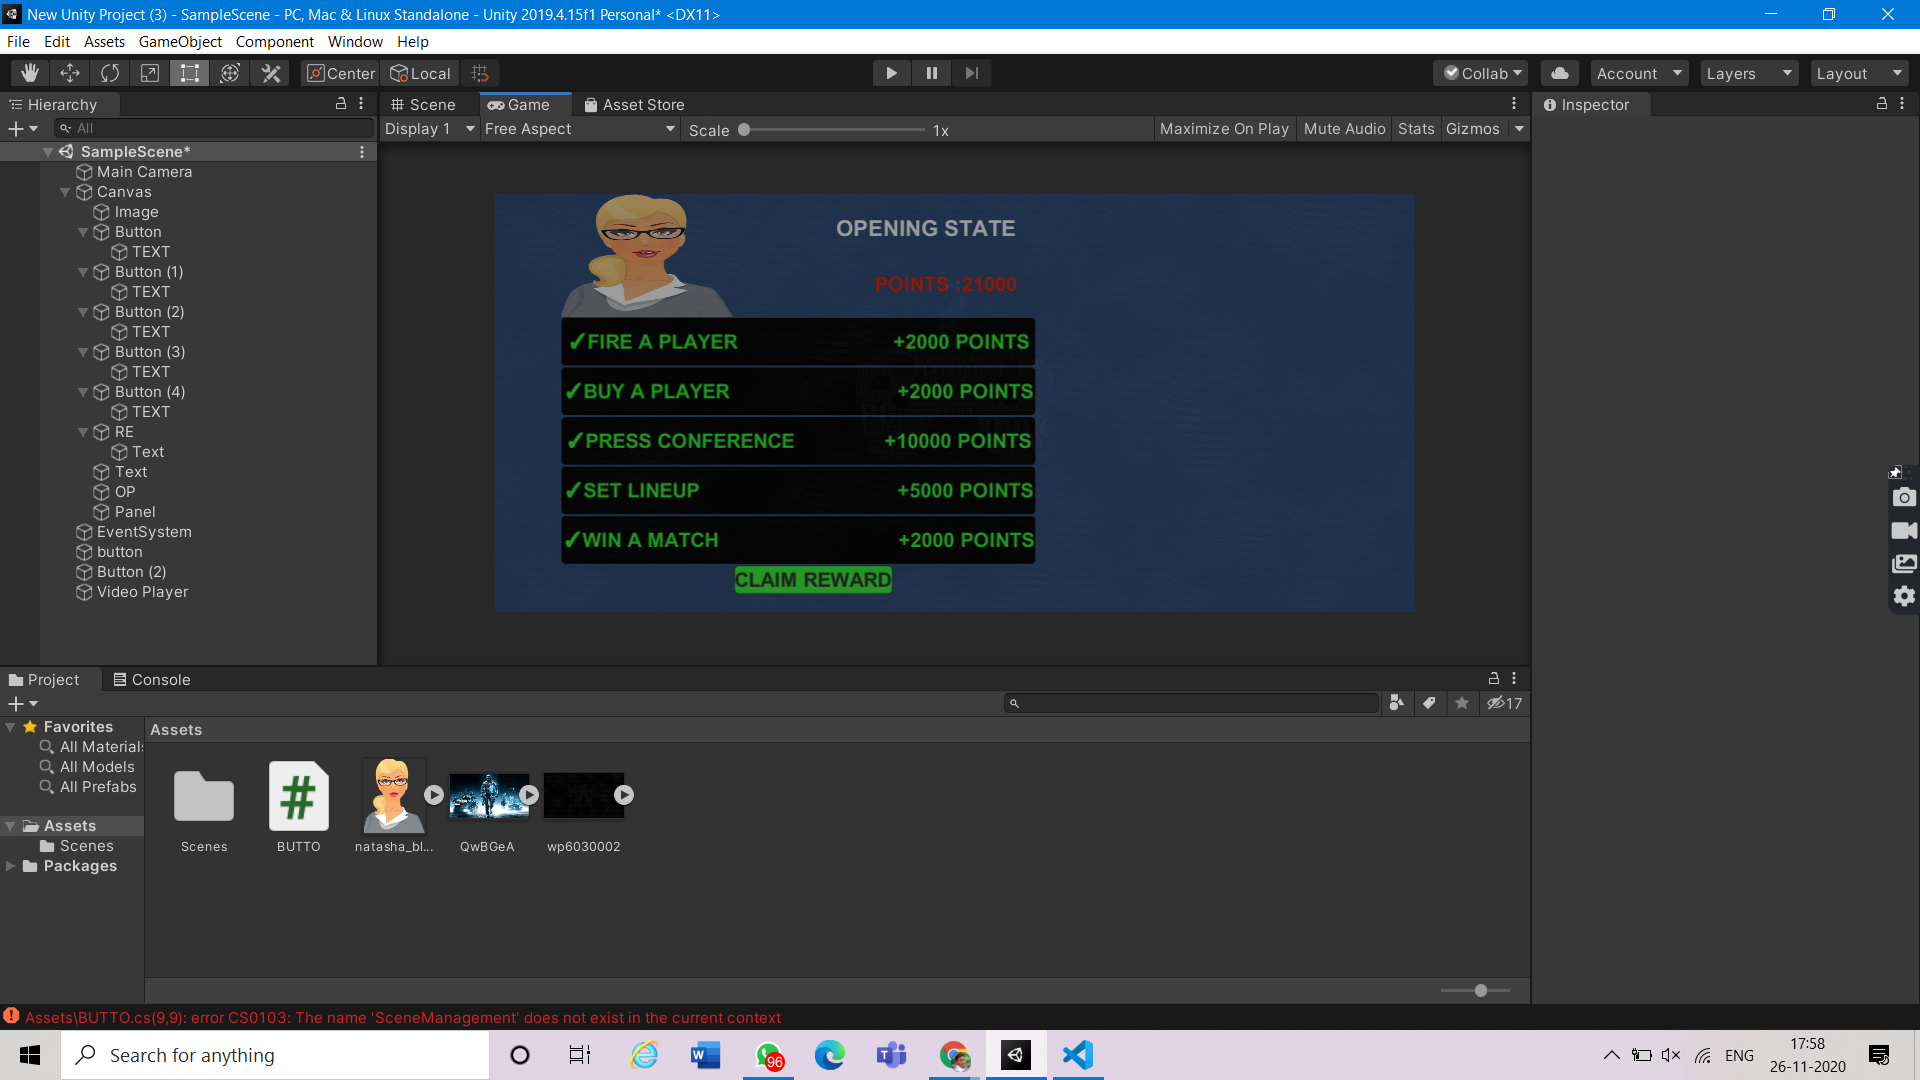 New Unity Project (3) - SampleScene - PC, Mac & Linux Standalone - Unity 2019.4.15f1 Personal* <DX11>
File Edit Assets GameObject Component Window Help
Center Local Collab Account Layers Layout
Hierarchy
All
SampleScene*
Main Camera
Canvas
Image
Button
TEXT
Button (1)
TEXT
Button (2)
TEXT
Button (3)
TEXT
Button (4)
TEXT
RE
Text
Text
OP
Panel
EventSystem
button
Button (2)
Video Player
Scene Game Asset Store
Display 1 Free Aspect Scale 1x Maximize On Play Mute Audio Stats Gizmos
OPENING STATE
POINTS :21000
✓FIRE A PLAYER +2000 POINTS
✓BUY A PLAYER +2000 POINTS
✓PRESS CONFERENCE +10000 POINTS
✓SET LINEUP +5000 POINTS
✓WIN A MATCH +2000 POINTS
CLAIM REWARD
Inspector
Project Console
17
Favorites
All Materials
All Models
All Prefabs
Assets
Scenes
Packages
Assets
Scenes BUTTO natasha_bl... QwBGeA wp6030002
Assets\BUTTO.cs(9,9): error CS0103: The name 'SceneManagement' does not exist in the current context
Search for anything
96
ENG
17:58
26-11-2020